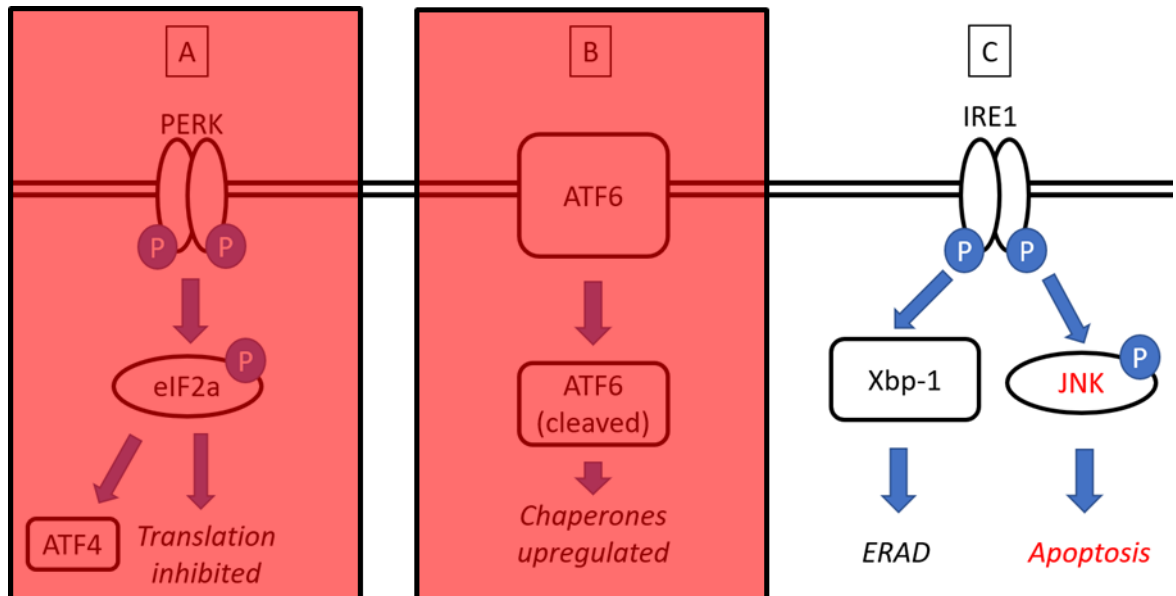 A
PERK
P
P
P
eIF2a
ATF4
Translation
inhibited
B
ATF6
ATF6
(cleaved)
Chaperones
upregulated
C
IRE1
P
P
Xbp-1
P
JNK
ERAD
Apoptosis